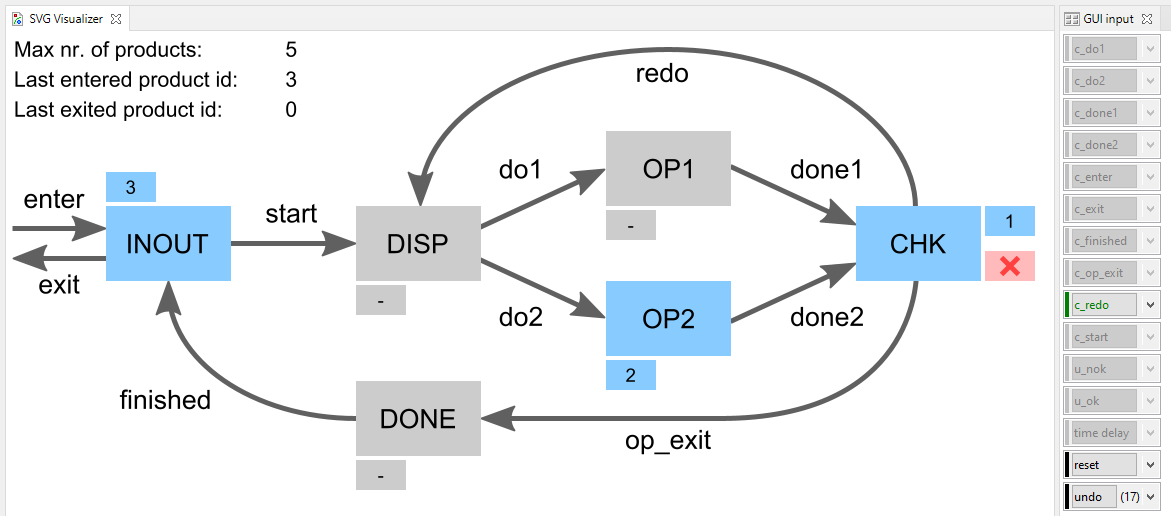 SVG Visualizer
GUI input
Max nr. of products: 5
Last entered product id: 3
Last exited product id: 0
redo
enter
exit
3
INOUT
start
DISP
-
do1
do2
OP1
-
OP2
2
done1
done2
CHK
1
finished
DONE
-
op_exit
c_do1
c_do2
c_done1
c_done2
c_enter
c_exit
c_finished
c_op_exit
c_redo
c_start
u_nok
u_ok
time delay
reset
undo (17)